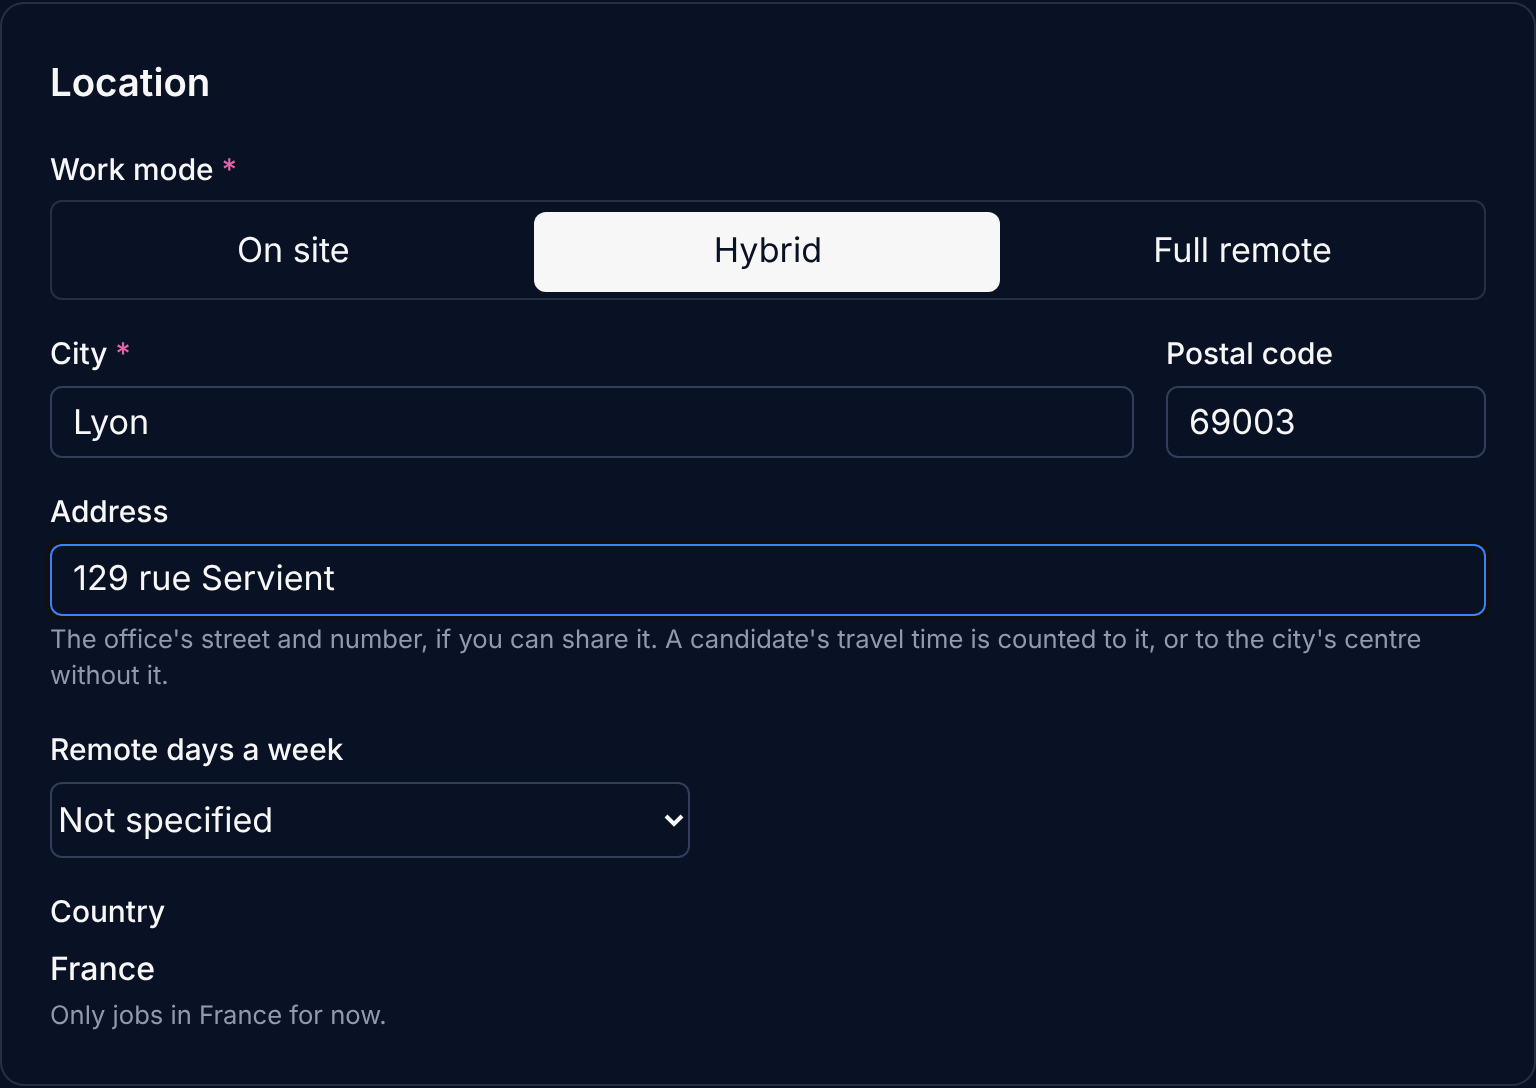 Location
Work mode *
On site
Hybrid
Full remote
City *
Postal code
Lyon
69003
Address
129 rue Servient
The office's street and number, if you can share it. A candidate's travel time is counted to it, or to the city's centre
without it.
Remote days a week
Not specified
Country
France
Only jobs in France for now.